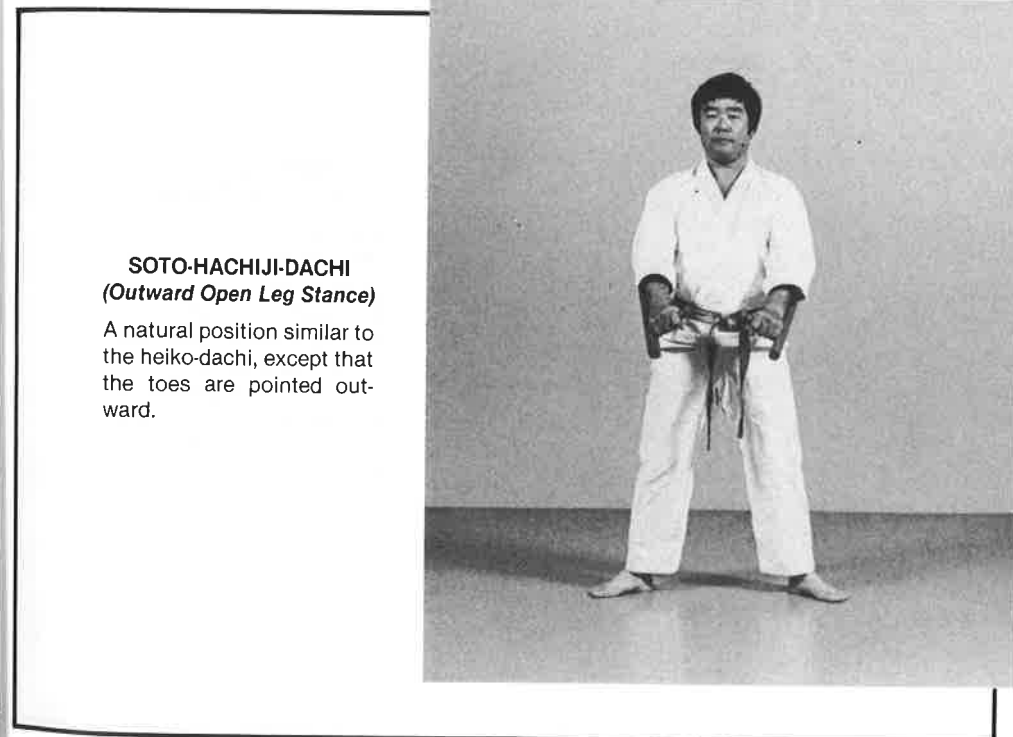 SOTO-HACHIJI-DACHI
(Outward Open Leg Stance)
A natural position similar to
the heiko-dachi, except that
the toes are pointed out-
ward.